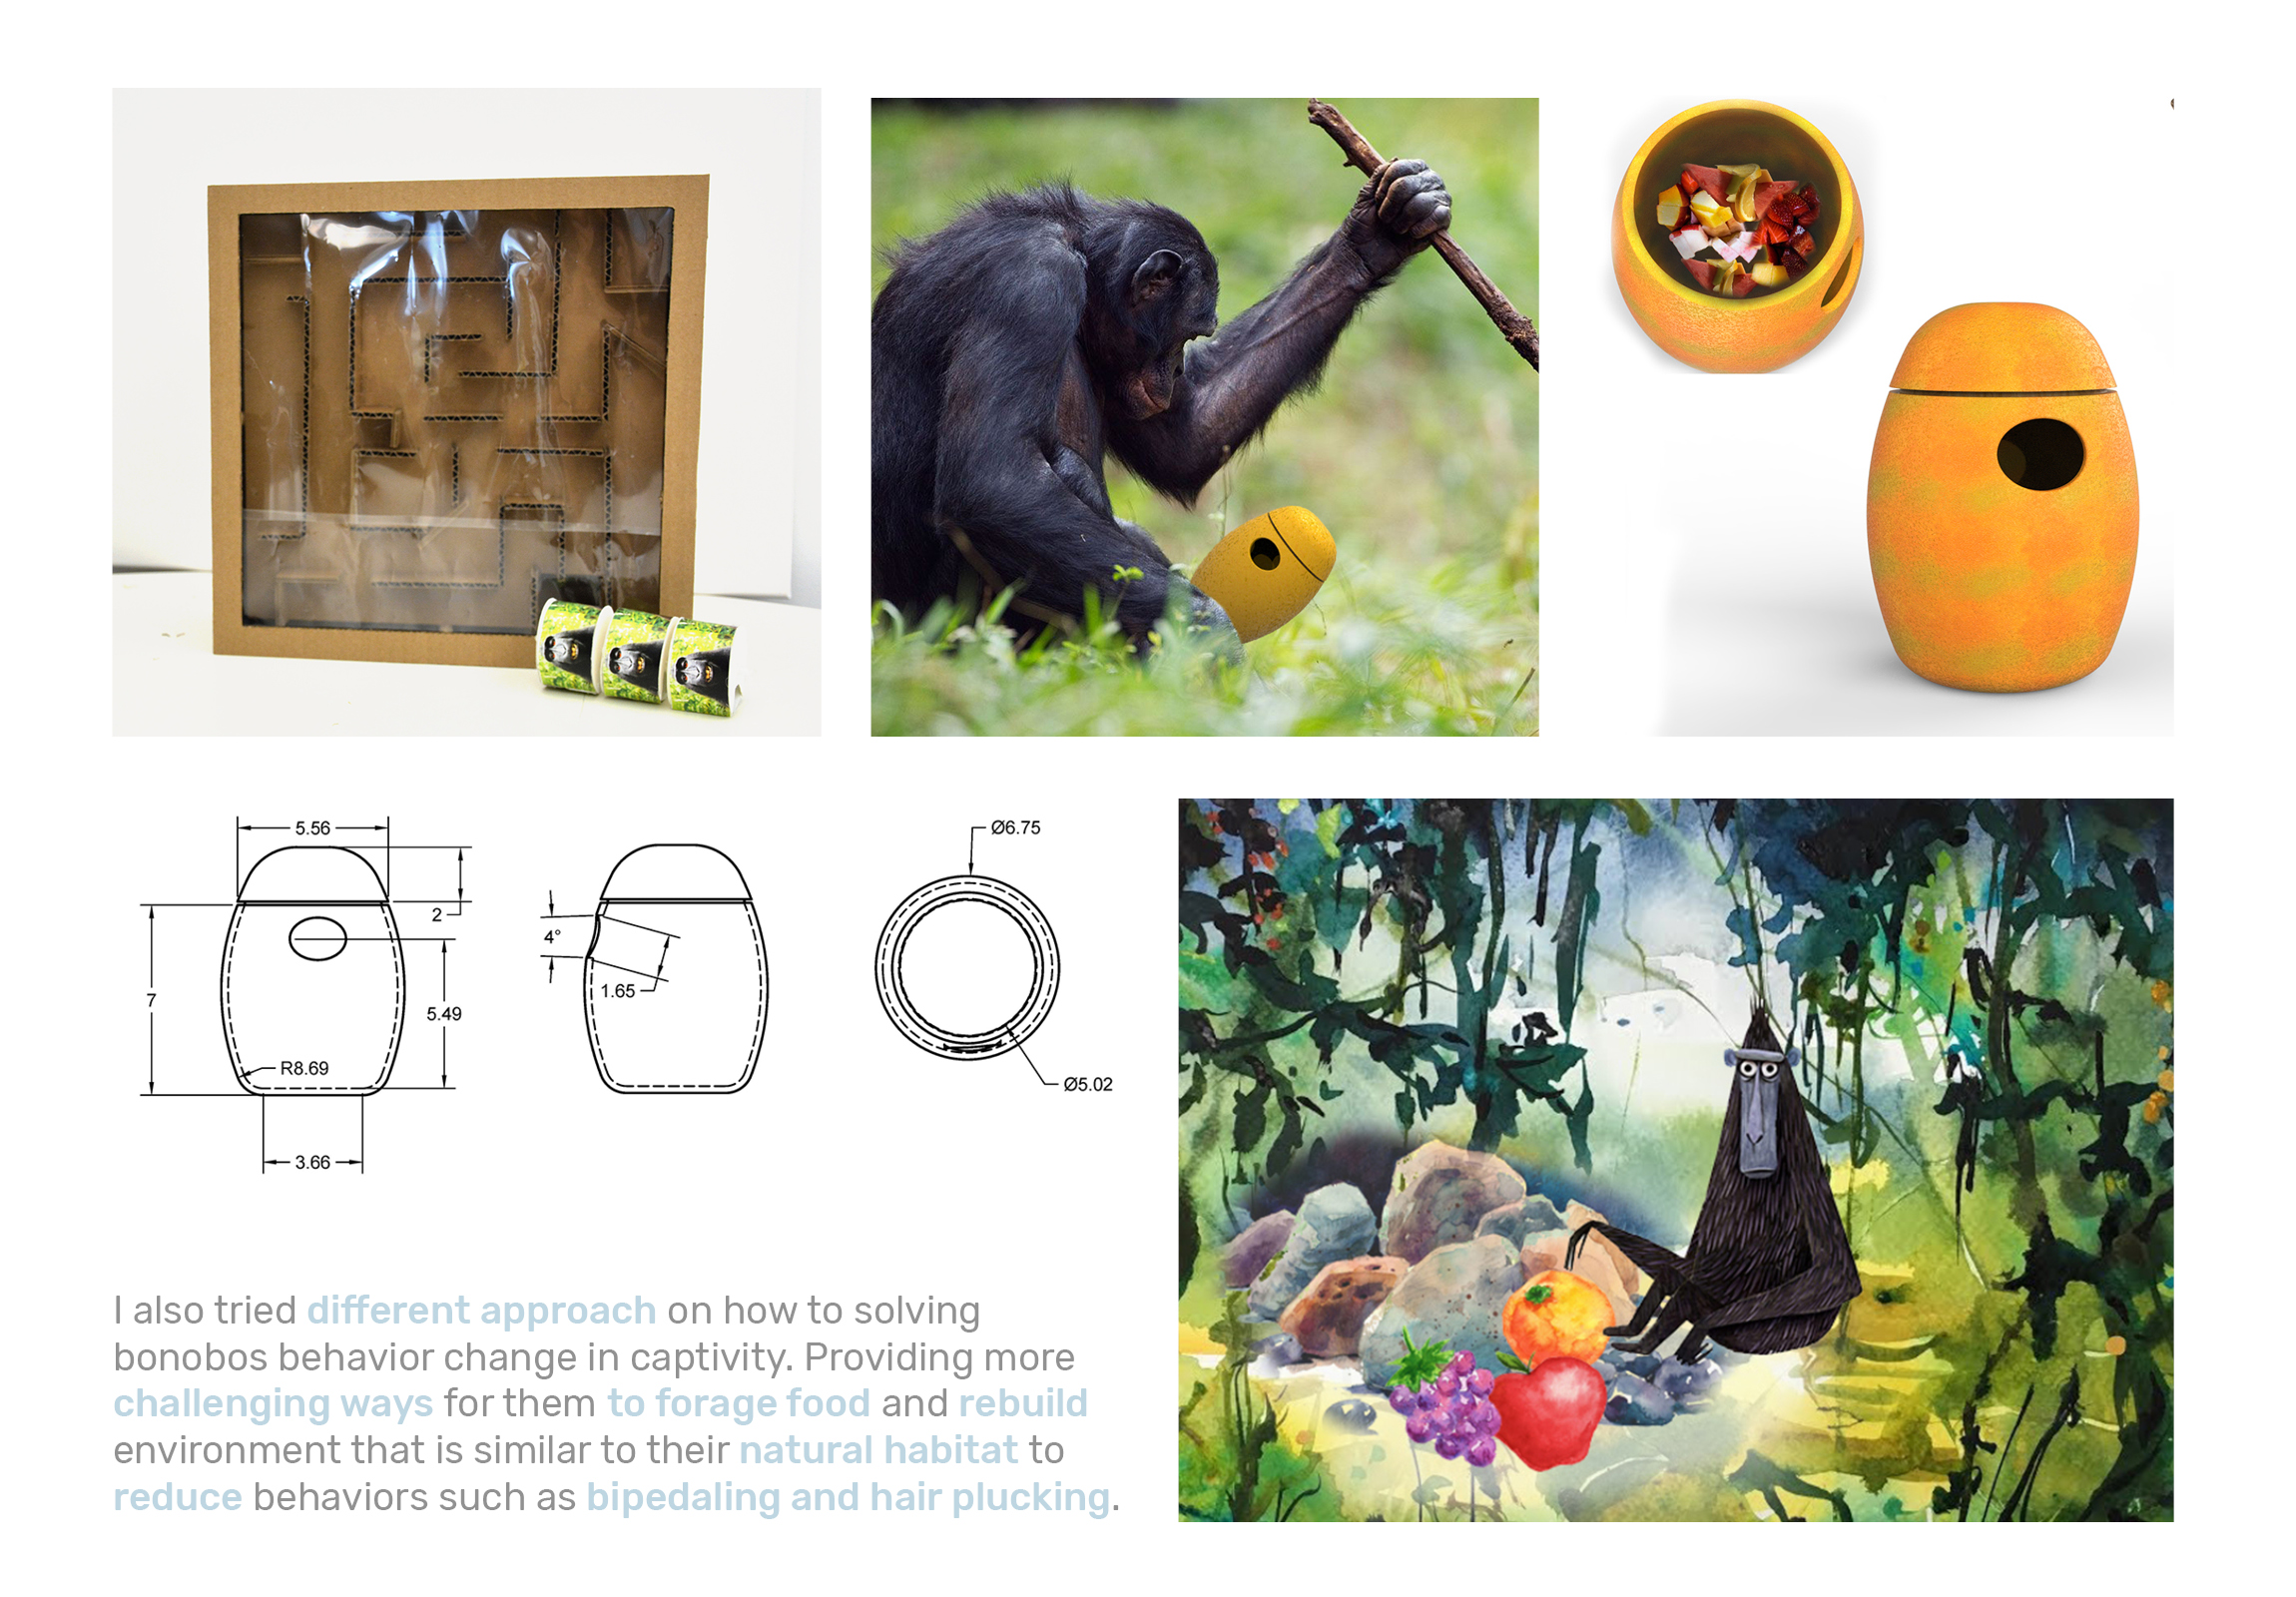 5.56
2
7
5.49
R8.69
3.66
4°
1.65
Ø6.75
Ø5.02
I also tried different approach on how to solving
bonobos behavior change in captivity. Providing more
challenging ways for them to forage food and rebuild
environment that is similar to their natural habitat to
reduce behaviors such as bipedaling and hair plucking.